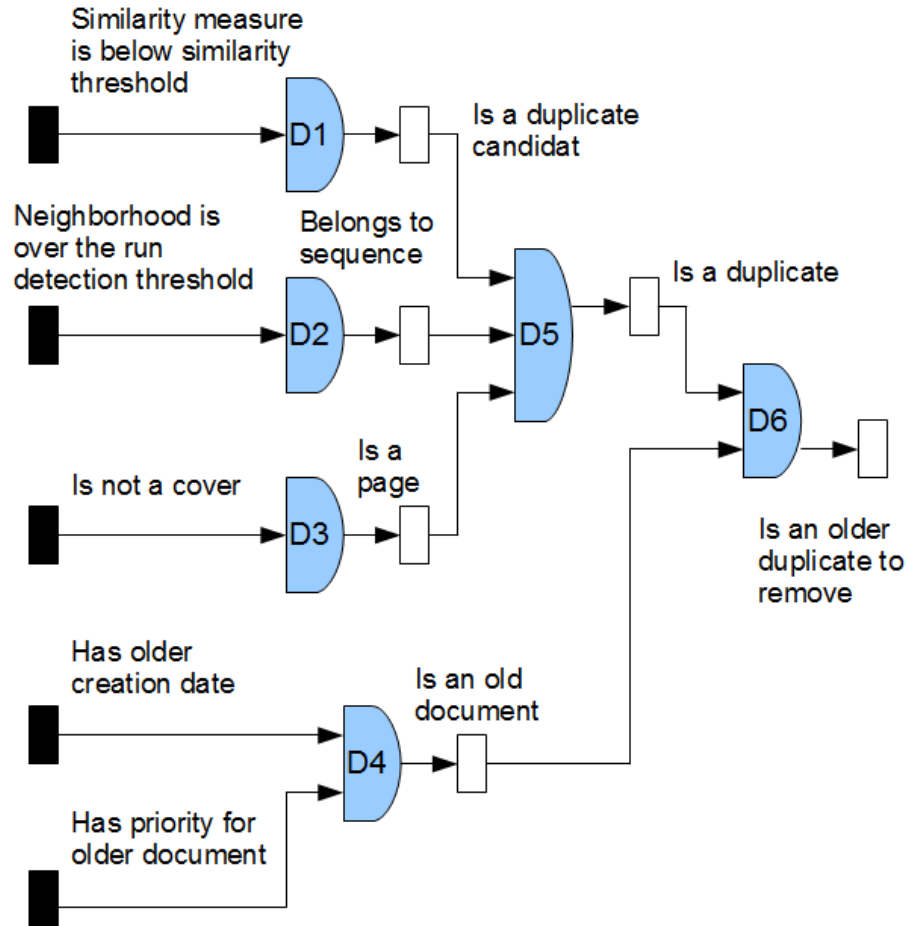 Similarity measure
is below similarity
threshold
D1
Is a duplicate
candidat
Neighborhood is
over the run
detection threshold
Belongs to
sequence
D2
D5
Is a duplicate
Is not a cover
Is a
page
D3
D6
Is an older
duplicate to
remove
Has older
creation date
Is an old
document
D4
Has priority for
older document